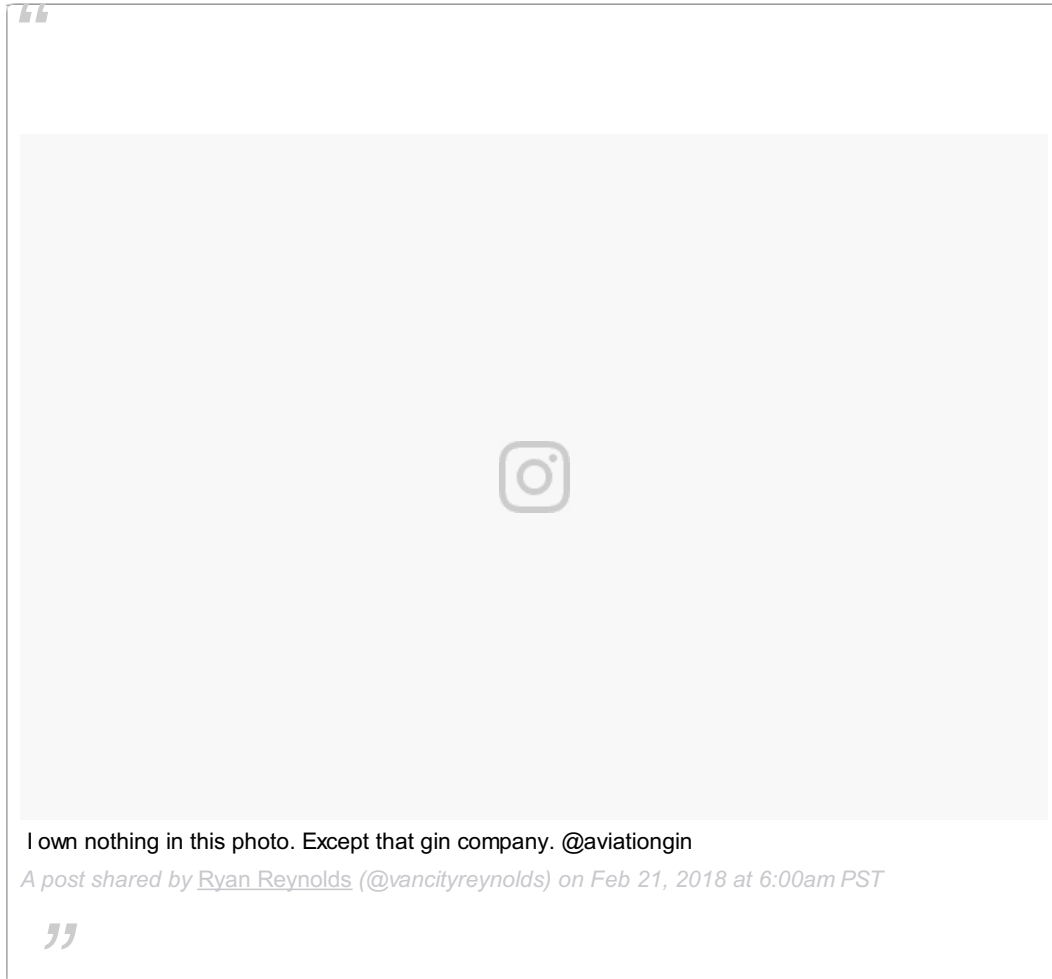 “
I own nothing in this photo. Except that gin company. @aviationgin
A post shared by Ryan Reynolds (@vancityreynolds) on Feb 21, 2018 at 6:00am PST
”